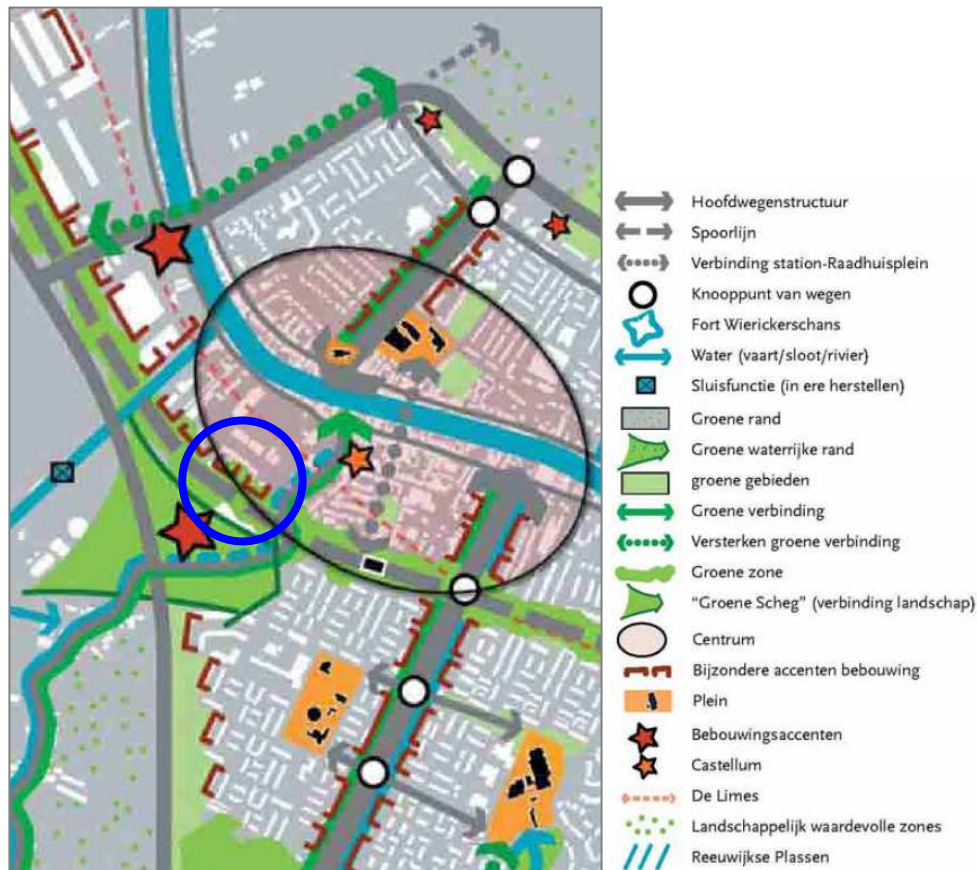 Hoofdwegenstructuur
Spoorlijn
Verbinding station-Raadhuisplein
Knooppunt van wegen
Fort Wierickerschans
Water (vaart/sloot/rivier)
Sluisfunctie (in ere herstellen)
Groene rand
Groene waterrijke rand
groene gebieden
Groene verbinding
Versterken groene verbinding
Groene zone
"Groene Scheg" (verbinding landschap)
Centrum
Bijzondere accenten bebouwing
Plein
Bebouwingsaccenten
Castellum
De Limes
Landschappelijk waardevolle zones
Reeuwijkse Plassen